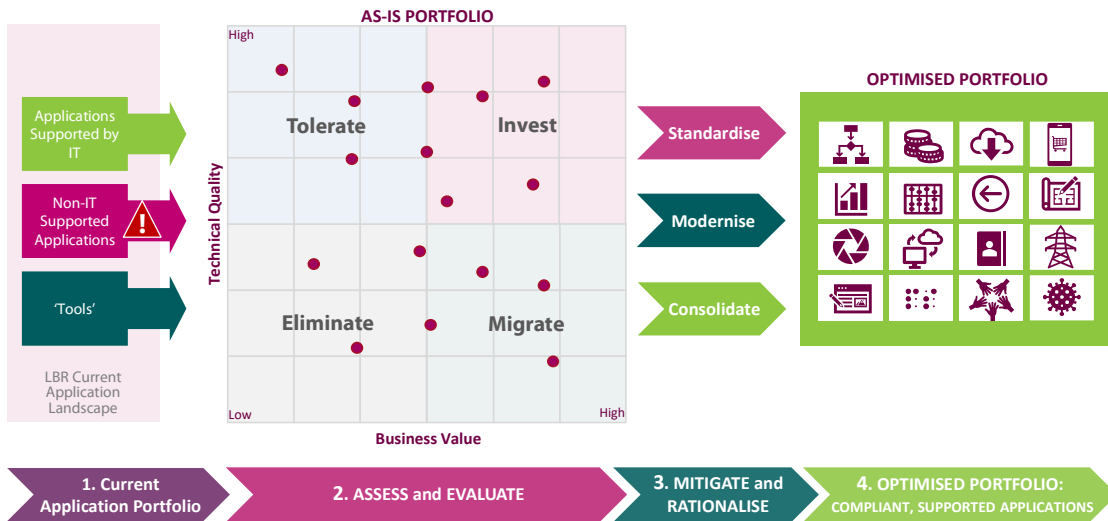 AS-IS PORTFOLIO
High
Tolerate
Invest
Eliminate
Migrate
Low
High
Technical Quality
Business Value
Applications
Supported by
IT
Non-IT
Supported
Applications
!
‘Tools’
LBR Current
Application
Landscape
Standardise
Modernise
Consolidate
OPTIMISED PORTFOLIO
1. Current
Application Portfolio
2. ASSESS and EVALUATE
3. MITIGATE and
RATIONALISE
4. OPTIMISED PORTFOLIO:
COMPLIANT, SUPPORTED APPLICATIONS